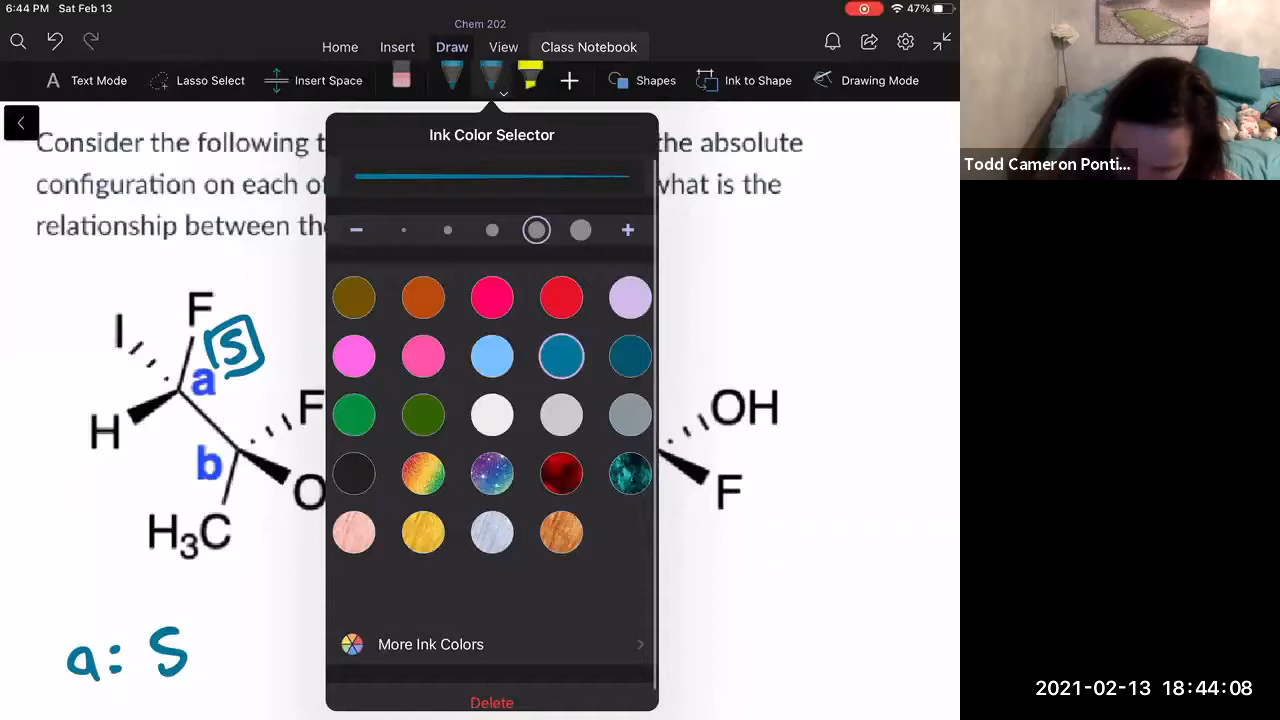 6:44 PM Sat Feb 13
47%
Chem 202
Home Insert Draw View Class Notebook
A Text Mode Lasso Select Insert Space Shapes Ink to Shape Drawing Mode
Ink Color Selector
Consider the following t the absolute
configuration on each of what is the
relationship between the
F
I
S
a
H
F
b
O
H3C
OH
F
a: S
More Ink Colors
Delete
Todd Cameron Ponti...
2021-02-13 18:44:08